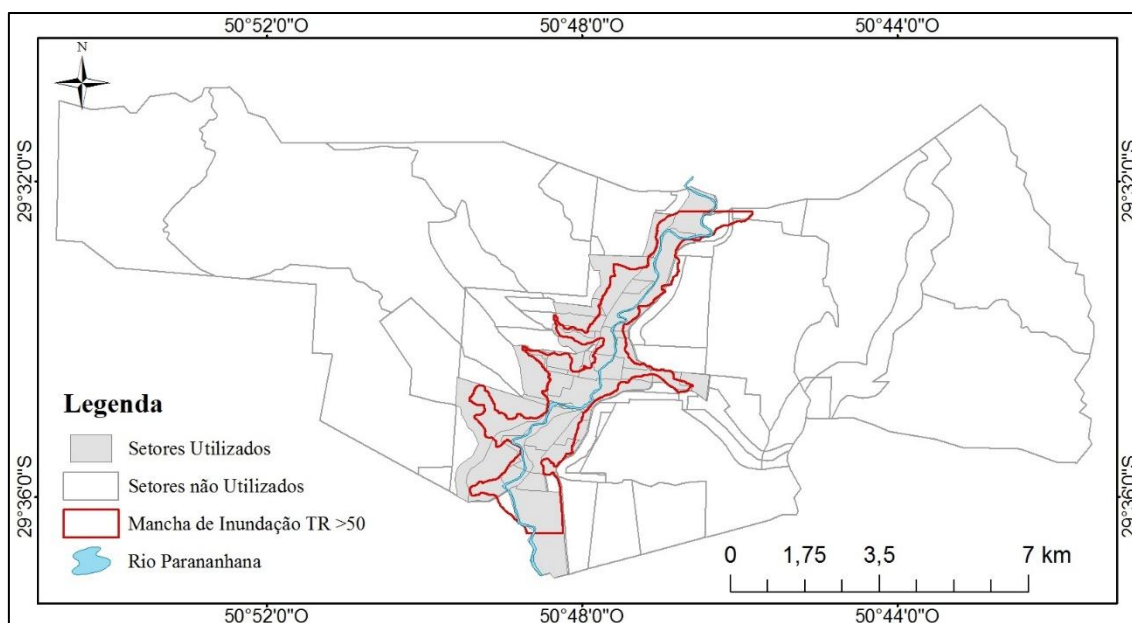 50°52'0"O 50°48'0"O 50°44'0"O
N
29°32'0"S 29°32'0"S
Legenda
Setores Utilizados
Setores não Utilizados
Mancha de Inundação TR >50
Rio Parananhana
29°36'0"S 29°36'0"S
0 1,75 3,5 7 km
50°52'0"O 50°48'0"O 50°44'0"O